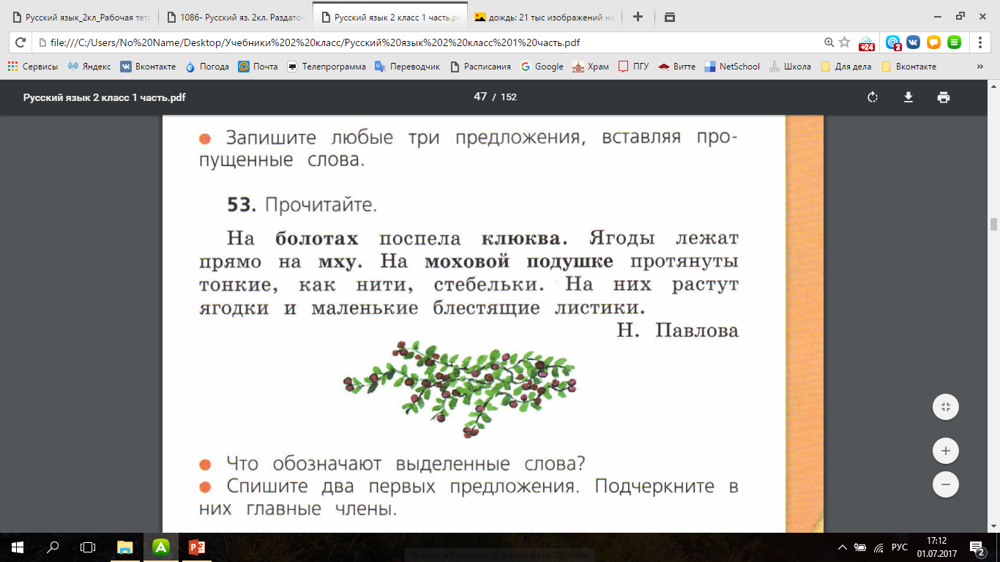 Русский язык_2кл_Рабочая тетр
1086- Русский яз. 2кл. Раздаточ
Русский язык 2 класс 1 часть.pd
дождь: 21 тыс изображений на
file:///C:/Users/No%20Name/Desktop/Учебники%202%20класс/Русский%20язык%202%20класс%201%20часть.pdf
+24
2
Сервисы Яндекс Вконтакте Погода Почта Телепрограмма Переводчик Расписания Google Храм ПГУ Витте NetSchool Школа Для дела Вконтакте »
Русский язык 2 класс 1 часть.pdf 47 / 152
Запишите любые три предложения, вставляя про-
пущенные слова.
53. Прочитайте.
На болотах поспела клюква. Ягоды лежат
прямо на мху. На моховой подушке протянуты
тонкие, как нити, стебельки. На них растут
ягодки и маленькие блестящие листики.
Н. Павлова
Что обозначают выделенные слова?
Спишите два первых предложения. Подчеркните в
них главные члены.
РУС
17:12
01.07.2017
2